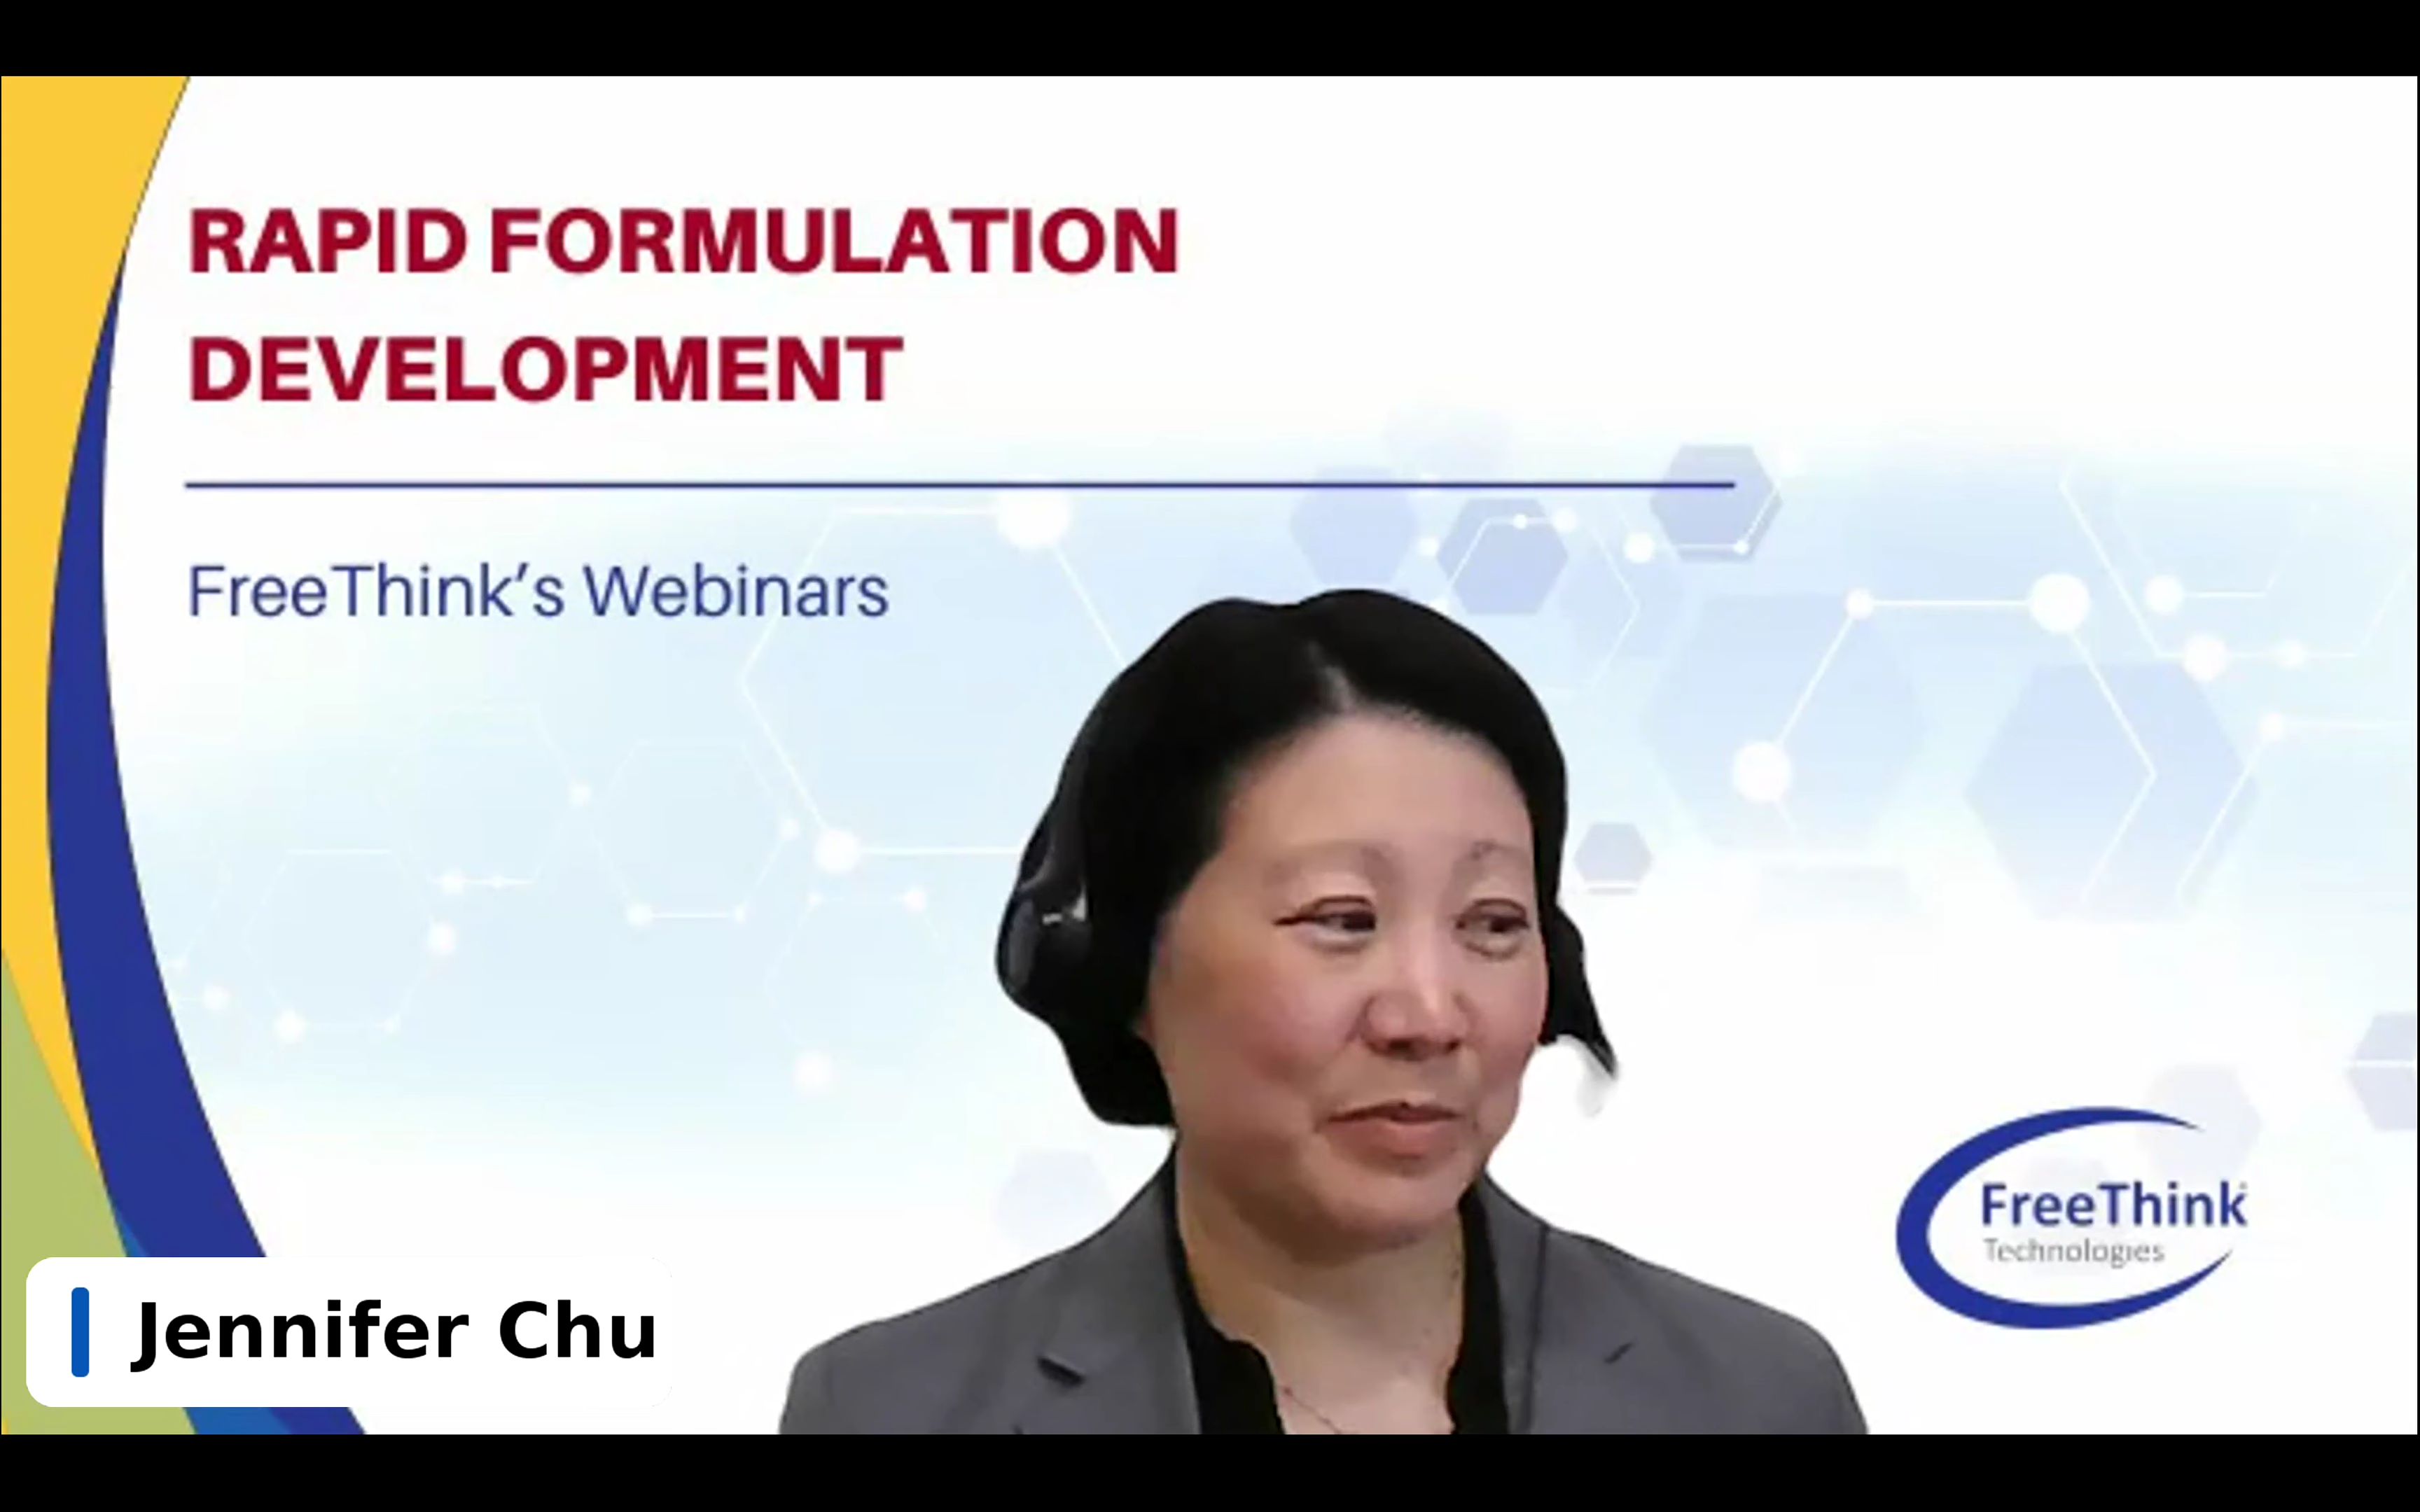 RAPID FORMULATION
DEVELOPMENT
FreeThink’s Webinars
FreeThink
Technologies
Jennifer Chu